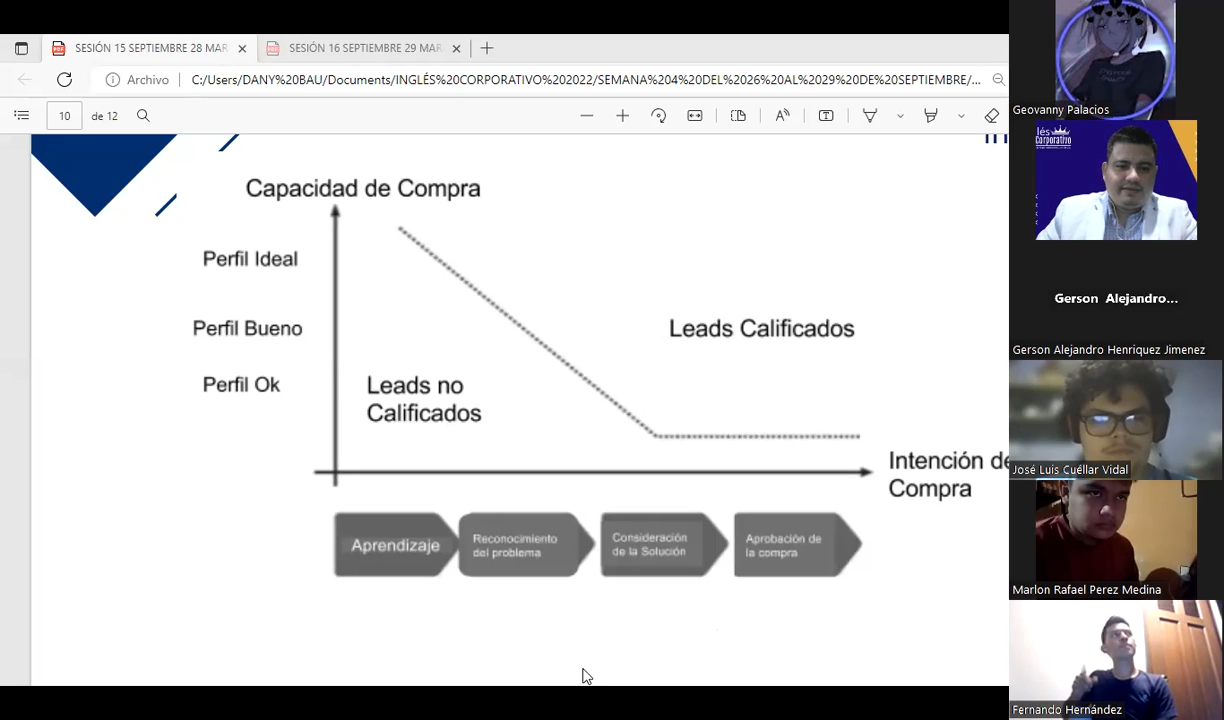 SESIÓN 15 SEPTIEMBRE 28 MAR
SESIÓN 16 SEPTIEMBRE 29 MAR
Archivo
C:/Users/DANY%20BAU/Documents/INGLÉS%20CORPORATIVO%202022/SEMANA%204%20DEL%2026%20AL%2029%20DE%20SEPTIEMBRE/...
10
de 12
Capacidad de Compra
Perfil Ideal
Perfil Bueno
Perfil Ok
Leads no
Calificados
Leads Calificados
Intención de
Compra
Aprendizaje
Reconocimiento
del problema
Consideración
de la Solución
Aprobación de
la compra
Geovanny Palacios
lés
Corporativo
Gerson Alejandro...
Gerson Alejandro Henriquez Jimenez
José Luis Cuéllar Vidal
Marlon Rafael Perez Medina
Fernando Hernández